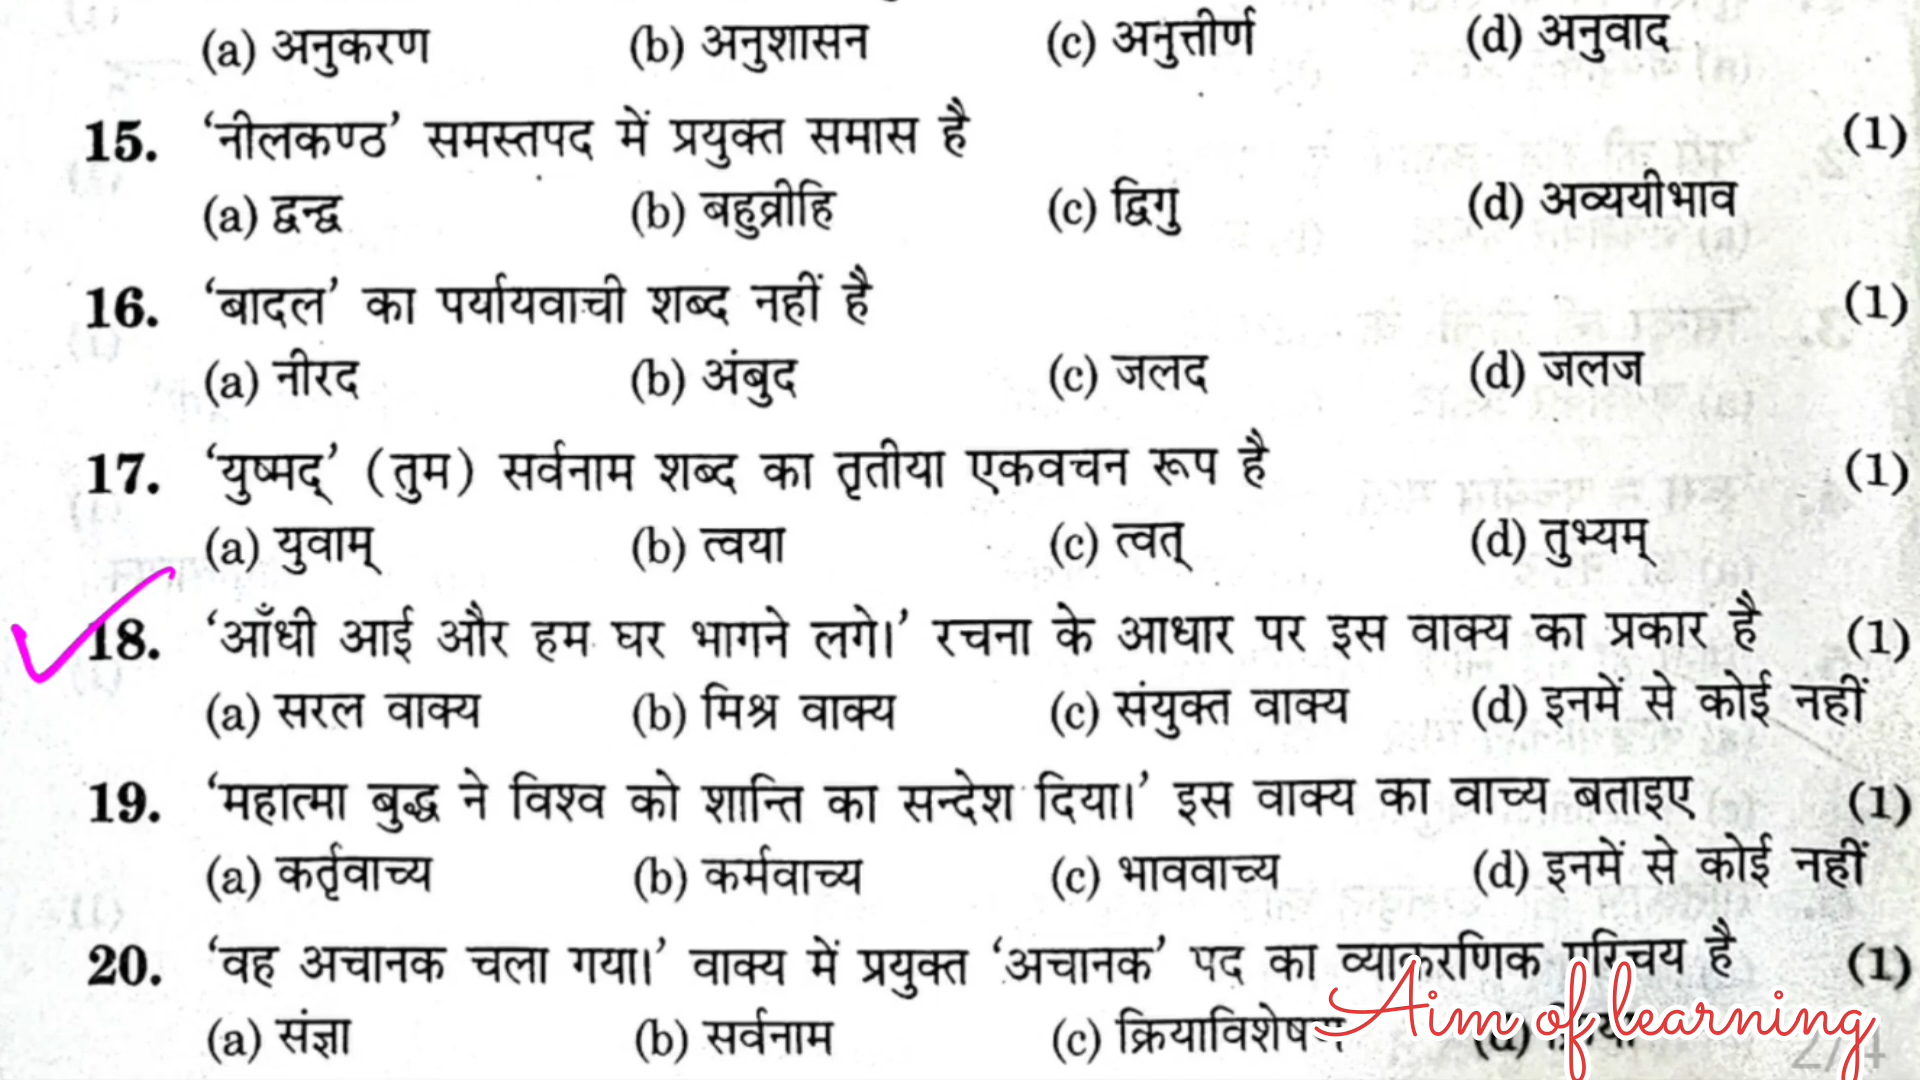 (a) अनुकरण (b) अनुशासन (c) अनुत्तीर्ण (d) अनुवाद
15. ‘नीलकण्ठ’ समस्तपद में प्रयुक्त समास है (1)
(a) द्वन्द्व (b) बहुव्रीहि (c) द्विगु (d) अव्ययीभाव
16. ‘बादल’ का पर्यायवाची शब्द नहीं है (1)
(a) नीरद (b) अंबुद (c) जलद (d) जलज
17. ‘युष्मद्’ (तुम) सर्वनाम शब्द का तृतीया एकवचन रूप है (1)
(a) युवाम् (b) त्वया (c) त्वत् (d) तुभ्यम्
18. ‘आँधी आई और हम घर भागने लगे।’ रचना के आधार पर इस वाक्य का प्रकार है (1)
(a) सरल वाक्य (b) मिश्र वाक्य (c) संयुक्त वाक्य (d) इनमें से कोई नहीं
19. ‘महात्मा बुद्ध ने विश्व को शान्ति का सन्देश दिया।’ इस वाक्य का वाच्य बताइए (1)
(a) कर्तृवाच्य (b) कर्मवाच्य (c) भाववाच्य (d) इनमें से कोई नहीं
20. ‘वह अचानक चला गया।’ वाक्य में प्रयुक्त ‘अचानक’ पद का व्याकरणिक परिचय है (1)
(a) संज्ञा (b) सर्वनाम (c) क्रियाविशेषण (d)
Aim of learning